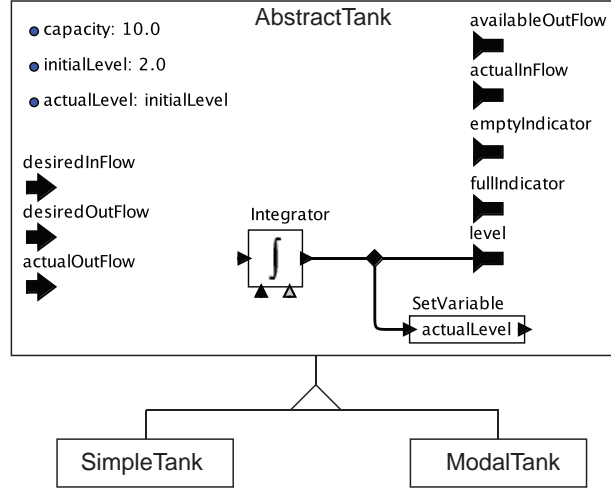 AbstractTank
capacity: 10.0
initialLevel: 2.0
actualLevel: initialLevel
desiredInFlow
desiredOutFlow
actualOutFlow
Integrator
∫
availableOutFlow
actualInFlow
emptyIndicator
fullIndicator
level
SetVariable
actualLevel
SimpleTank
ModalTank